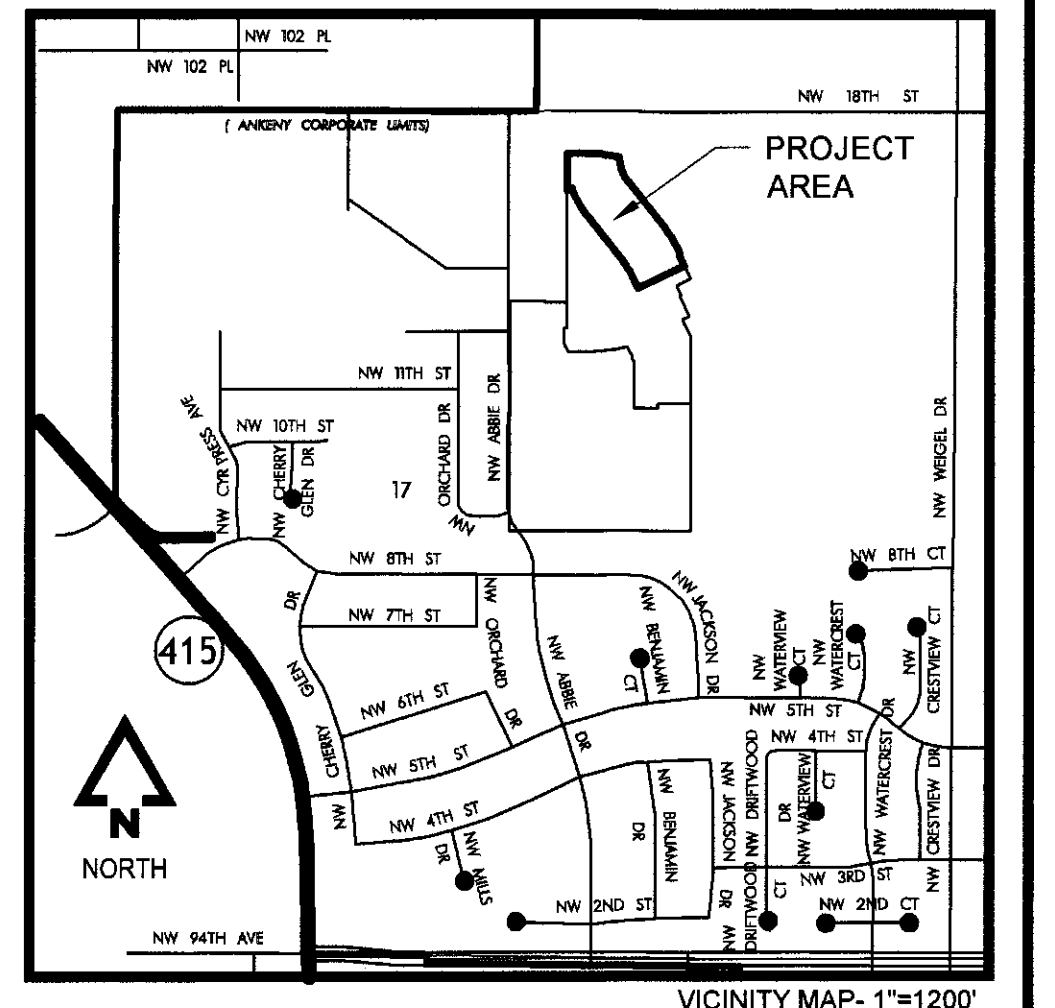 NW 102 PL
NW 102 PL
NW 18TH ST
( ANKENY CORPORATE LIMITS)
PROJECT
AREA
NW 11TH ST
NW CYRPRESS AVE
NW 10TH ST
NW CHERRY
GLEN DR
17
ORCHARD DR
NW
NW ABBIE DR
NW WEIGEL DR
NW 8TH ST
NW 8TH CT
NW 7TH ST
DR
GLEN
CHERRY
NW
NW ORCHARD
DR
NW ABBIE
DR
NW BENJAMIN
CT
NW JACKSON DR
NW
WATERVIEW
CT
NW
WATERCREST
CT
NW
CRESTVIEW CT
415
NW 6TH ST
NW 5TH ST
NW 5TH ST
NW 4TH ST
NW 4TH ST
NW MILLS
DR
NW
BENJAMIN
DR
NW JACKSON
DR
NW DRIFTWOOD
DR
NW WATERVIEW
CT
NW WATERCREST
DR
NW CRESTVIEW DR
NW 3RD ST
NW 2ND ST
NW DRIFTWOOD
CT
NW 2ND CT
N
NORTH
NW 94TH AVE
VICINITY MAP- 1"=1200'